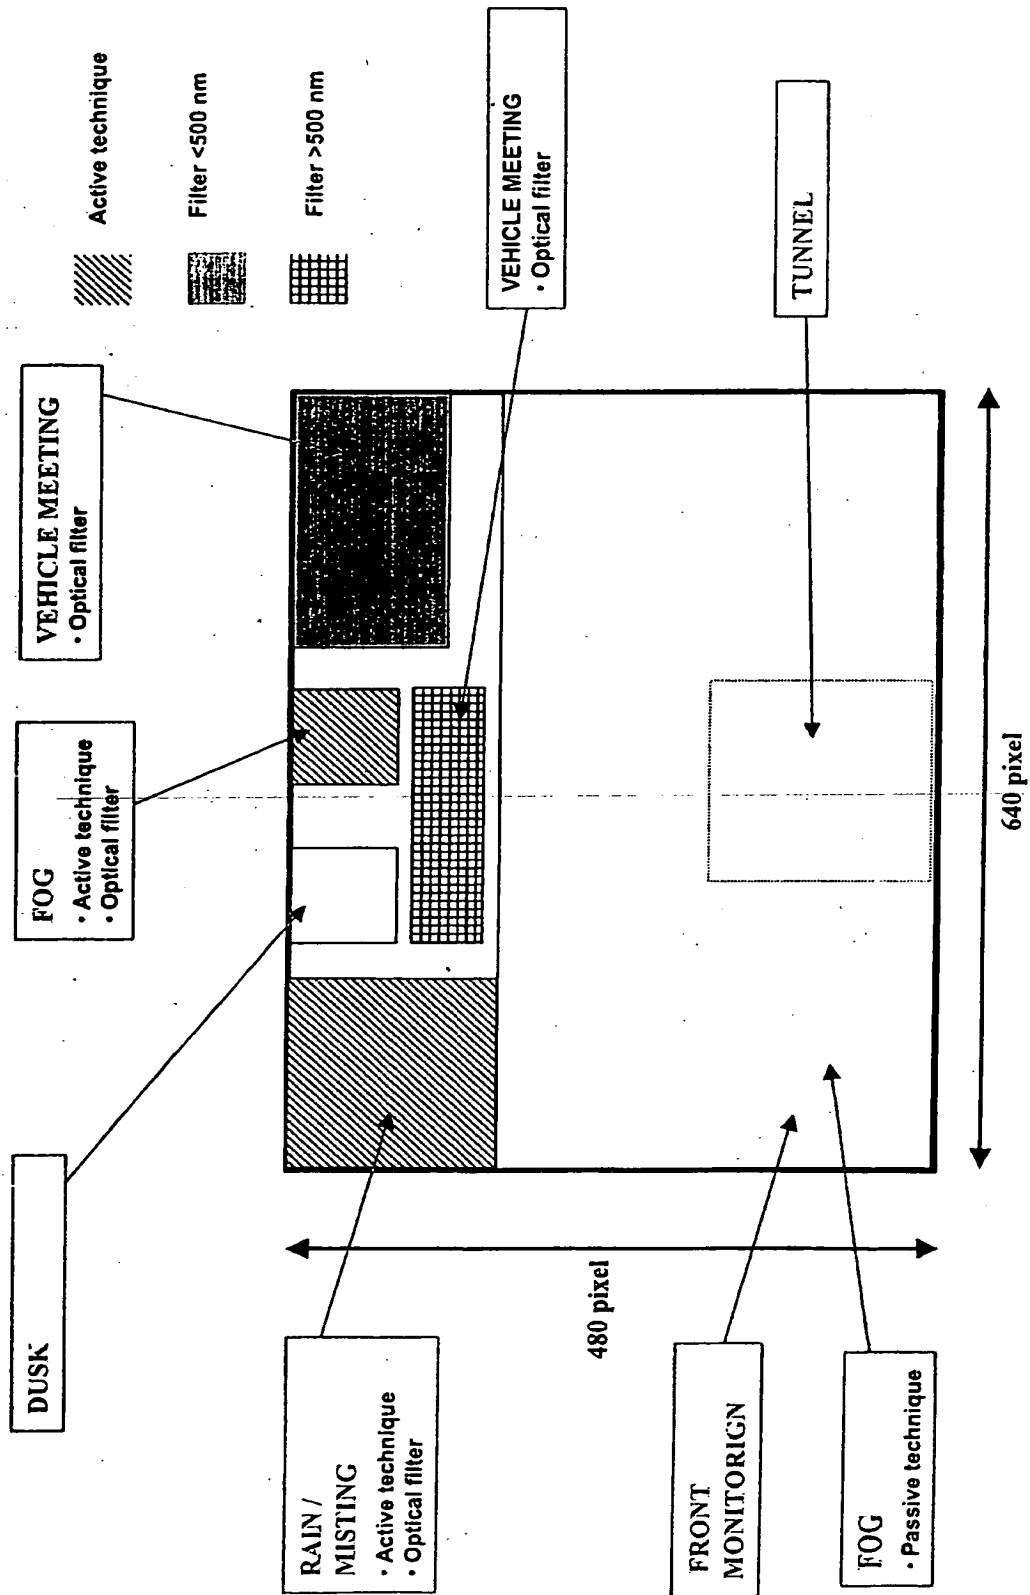 DUSK
FOG
• Active technique
• Optical filter
VEHICLE MEETING
• Optical filter
Active technique
Filter <500 nm
Filter >500 nm
RAIN /
MISTING
• Active technique
• Optical filter
VEHICLE MEETING
• Optical filter
480 pixel
FRONT
MONITORIGN
FOG
• Passive technique
TUNNEL
640 pixel